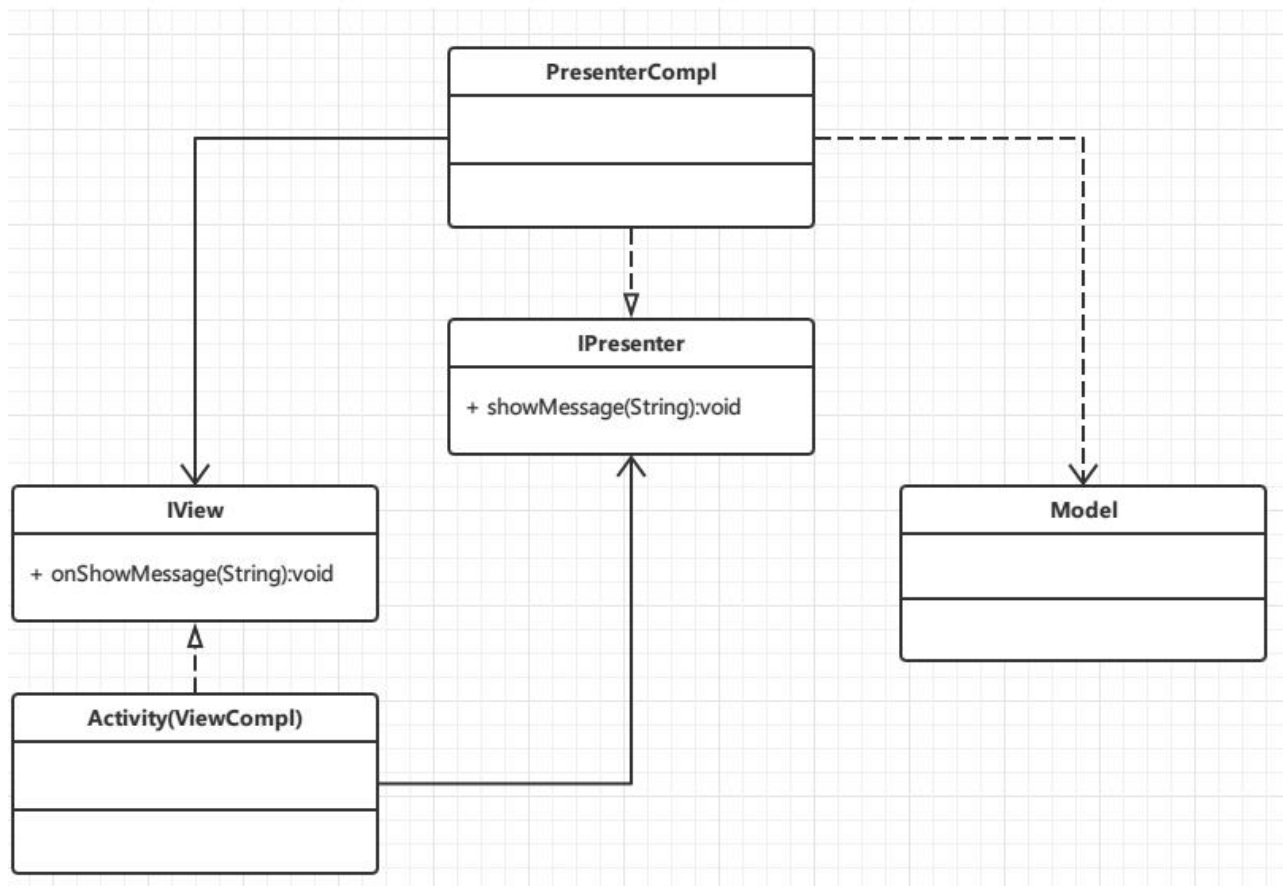 PresenterCompl
IPresenter
+ showMessage(String):void
IView
+ onShowMessage(String):void
Model
Activity(ViewCompl)